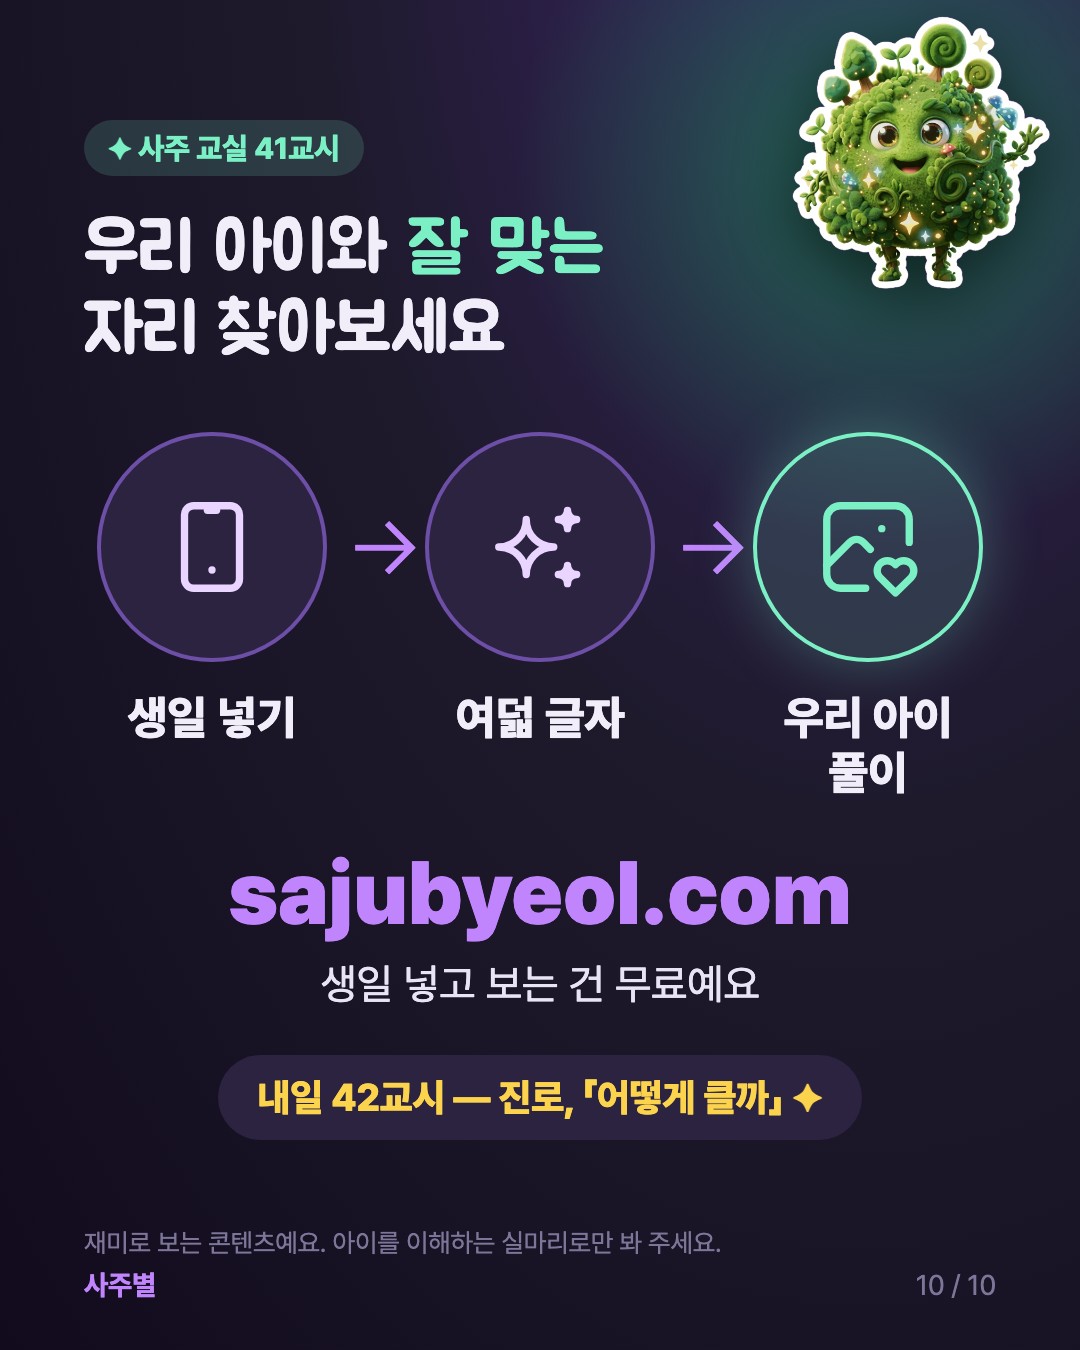 ✦ 사주 교실 41교시
우리 아이와 잘 맞는
자리 찾아보세요
생일 넣기
여덟 글자
우리 아이
풀이
sajubyeol.com
생일 넣고 보는 건 무료예요
내일 42교시 — 진로, 「어떻게 클까」 ✦
재미로 보는 콘텐츠예요. 아이를 이해하는 실마리로만 봐 주세요.
사주별
10 / 10